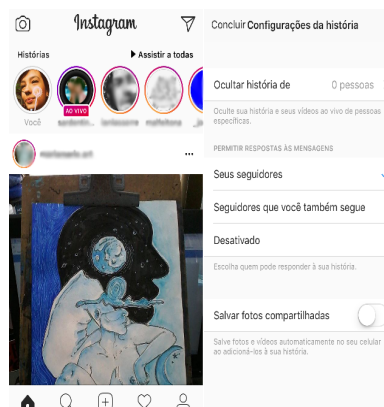 Instagram
Histórias
Assistir a todas
AO VIVO
Você
Concluir Configurações da história
Ocultar história de 0 pessoas
Oculte sua história e seus vídeos ao vivo de pessoas
específicas.
PERMITIR RESPOSTAS ÀS MENSAGENS
Seus seguidores
Seguidores que você também segue
Desativado
Escolha quem pode responder à sua história.
Salvar fotos compartilhadas
Salve fotos e vídeos automaticamente no seu celular
ao adicioná-los à sua história.